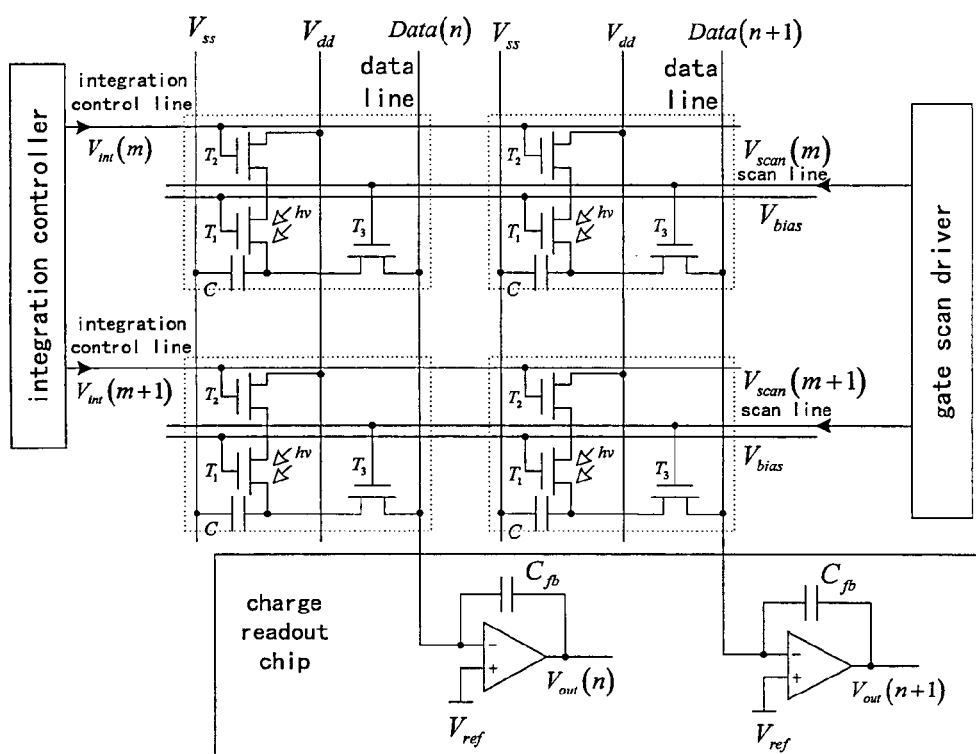 V_ss V_dd Data(n) V_ss V_dd Data(n+1)
integration controller
integration
control line
V_int(m)
data
line
data
line
T_2
T_2
V_scan(m)
scan line
V_bias
T_1
hv
T_3
C
T_1
hv
T_3
C
gate scan driver
integration
control line
V_int(m+1)
T_2
T_2
V_scan(m+1)
scan line
V_bias
T_1
hv
T_3
C
T_1
hv
T_3
C
charge
readout
chip
C_fb
−
+
V_out(n)
V_ref
C_fb
−
+
V_out(n+1)
V_ref